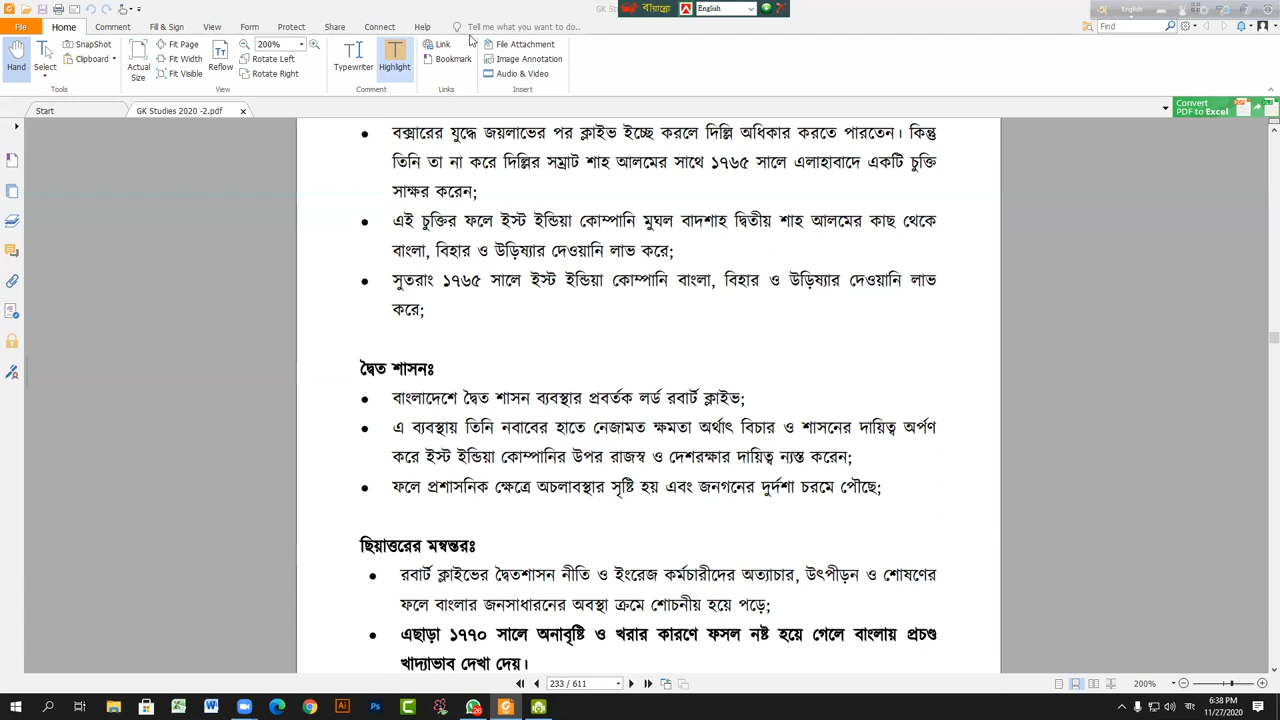 GK St
বায়ান্নো English
File Home Comment Fill & Sign View Form Protect Share Connect Help Tell me what you want to do.. Find
Hand Select SnapShot Clipboard Actual Size Fit Page Fit Width Fit Visible Reflow 200% Rotate Left Rotate Right Typewriter Highlight Link Bookmark File Attachment Image Annotation Audio & Video
Tools View Comment Links Insert
Start GK Studies 2020 -2.pdf Convert PDF to Excel
বক্সারের যুদ্ধে জয়লাভের পর ক্লাইভ ইচ্ছে করলে দিল্লি অধিকার করতে পারতেন। কিন্তু
তিনি তা না করে দিল্লির সম্রাট শাহ আলমের সাথে ১৭৬৫ সালে এলাহাবাদে একটি চুক্তি
সাক্ষর করেন;
এই চুক্তির ফলে ইস্ট ইন্ডিয়া কোম্পানি মুঘল বাদশাহ দ্বিতীয় শাহ আলমের কাছ থেকে
বাংলা, বিহার ও উড়িষ্যার দেওয়ানি লাভ করে;
সুতরাং ১৭৬৫ সালে ইস্ট ইন্ডিয়া কোম্পানি বাংলা, বিহার ও উড়িষ্যার দেওয়ানি লাভ
করে;
দ্বৈত শাসনঃ
বাংলাদেশে দ্বৈত শাসন ব্যবস্থার প্রবর্তক লর্ড রবার্ট ক্লাইভ;
এ ব্যবস্থায় তিনি নবাবের হাতে নেজামত ক্ষমতা অর্থাৎ বিচার ও শাসনের দায়িত্ব অর্পণ
করে ইস্ট ইন্ডিয়া কোম্পানির উপর রাজস্ব ও দেশরক্ষার দায়িত্ব ন্যস্ত করেন;
ফলে প্রশাসনিক ক্ষেত্রে অচলাবস্থার সৃষ্টি হয় এবং জনগনের দুর্দশা চরমে পৌছে;
ছিয়াত্তরের মন্বন্তরঃ
রবার্ট ক্লাইভের দ্বৈতশাসন নীতি ও ইংরেজ কর্মচারীদের অত্যাচার, উৎপীড়ন ও শোষণের
ফলে বাংলার জনসাধারনের অবস্থা ক্রমে শোচনীয় হয়ে পড়ে;
এছাড়া ১৭৭০ সালে অনাবৃষ্টি ও খরার কারণে ফসল নষ্ট হয়ে গেলে বাংলায় প্রচণ্ড
খাদ্যাভাব দেখা দেয়।
233 / 611 200%
6:38 PM
11/27/2020